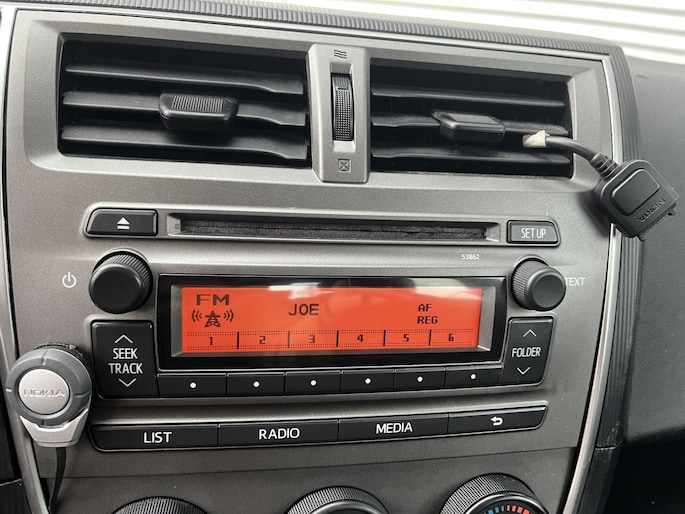 SET UP
53862
NOKIA
TEXT
FM
JOE
AF
REG
1 2 3 4 5 6
SEEK
TRACK
FOLDER
NOKIA
LIST
RADIO
MEDIA